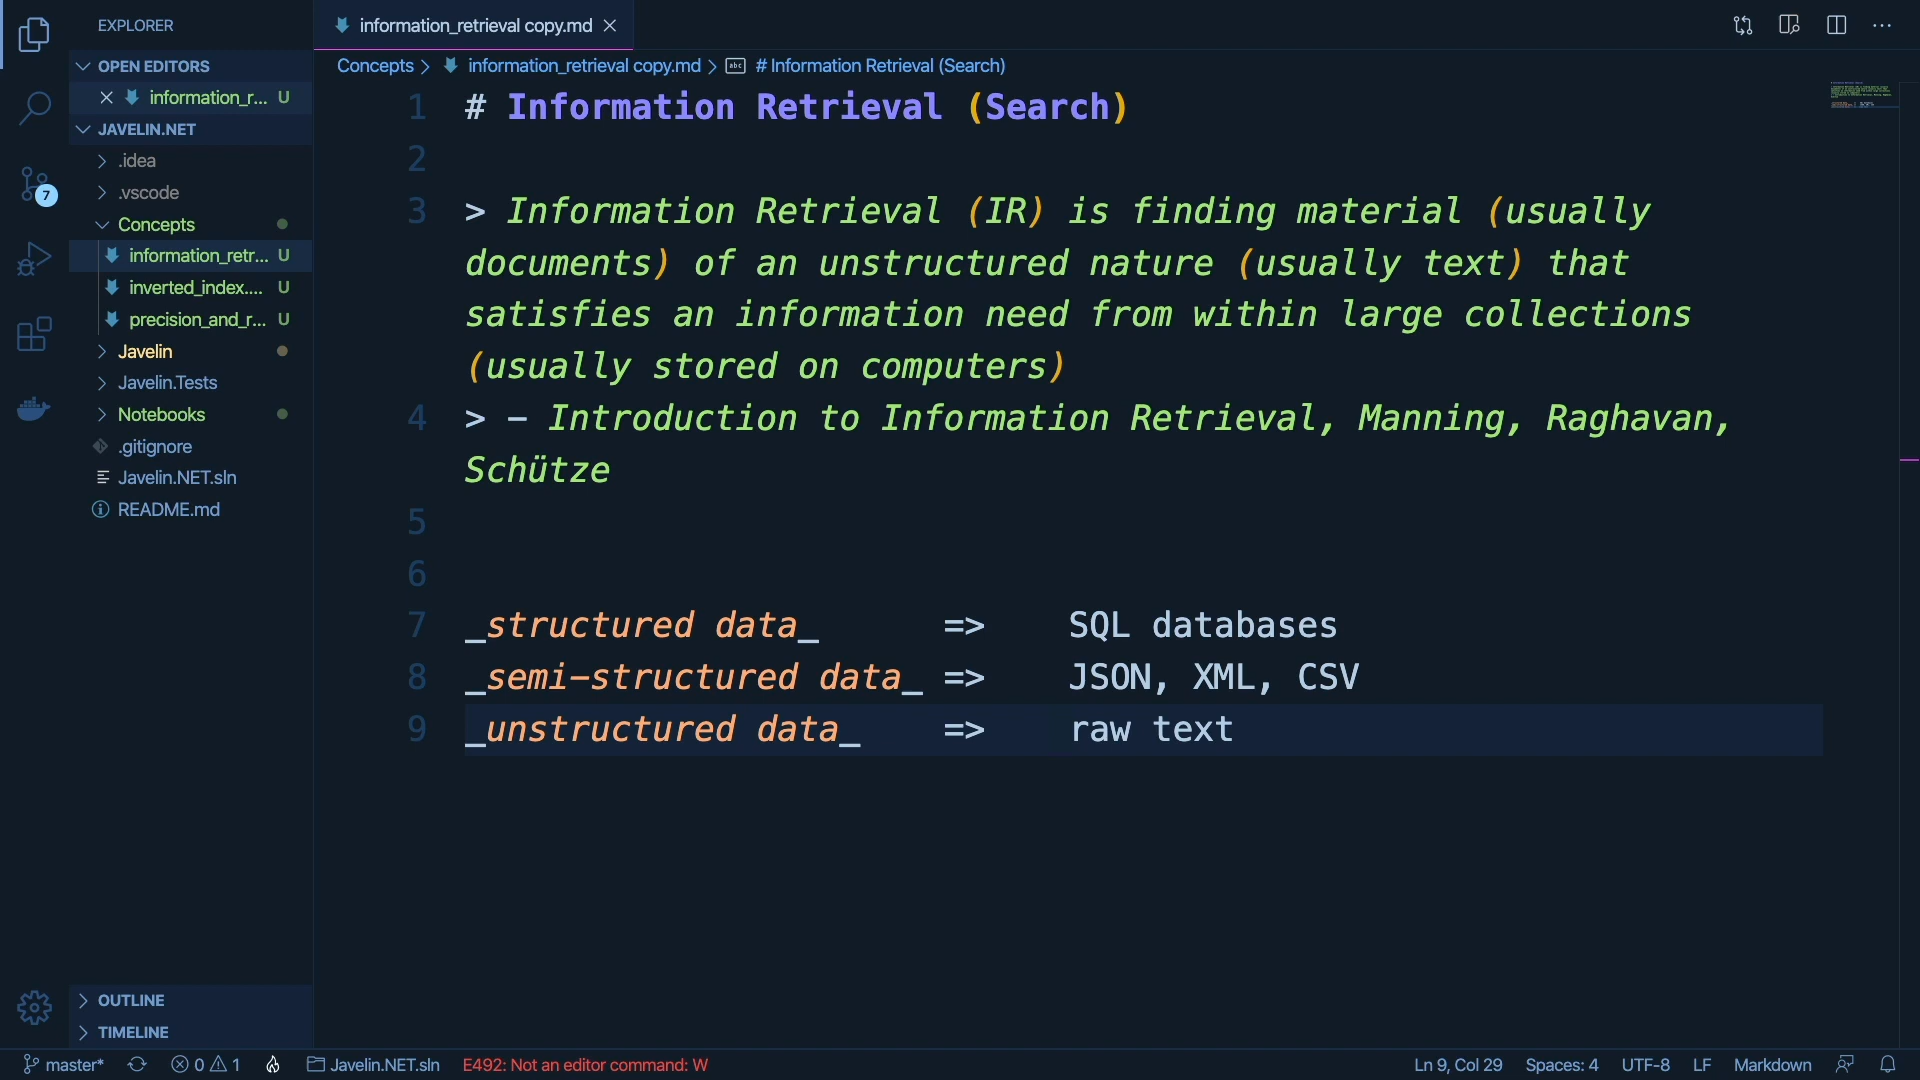 EXPLORER
OPEN EDITORS
information_r... U
JAVELIN.NET
.idea
.vscode
Concepts
information_retr... U
inverted_index.... U
precision_and_r... U
Javelin
Javelin.Tests
Notebooks
.gitignore
Javelin.NET.sln
README.md
OUTLINE
TIMELINE
7
information_retrieval copy.md
Concepts > information_retrieval copy.md > abc # Information Retrieval (Search)
1 # Information Retrieval (Search)
2
3 > Information Retrieval (IR) is finding material (usually
documents) of an unstructured nature (usually text) that
satisfies an information need from within large collections
(usually stored on computers)
4 > - Introduction to Information Retrieval, Manning, Raghavan,
Schütze
5
6
7 _structured data_ => SQL databases
8 _semi-structured data_ => JSON, XML, CSV
9 _unstructured data_ => raw text
master* 0 1 Javelin.NET.sln E492: Not an editor command: W Ln 9, Col 29 Spaces: 4 UTF-8 LF Markdown